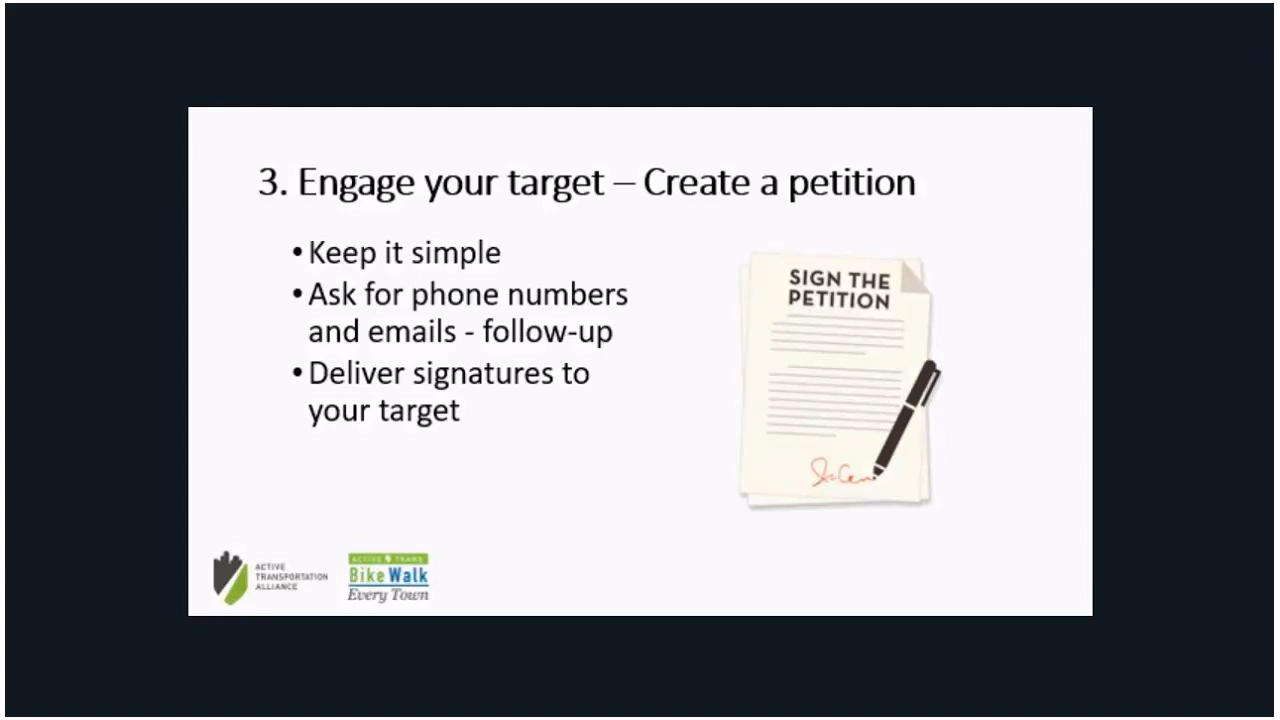 3. Engage your target – Create a petition
• Keep it simple
• Ask for phone numbers
and emails - follow-up
• Deliver signatures to
your target
SIGN THE
PETITION
ACTIVE
TRANSPORTATION
ALLIANCE
ACTIVE TRANS
Bike Walk
Every Town